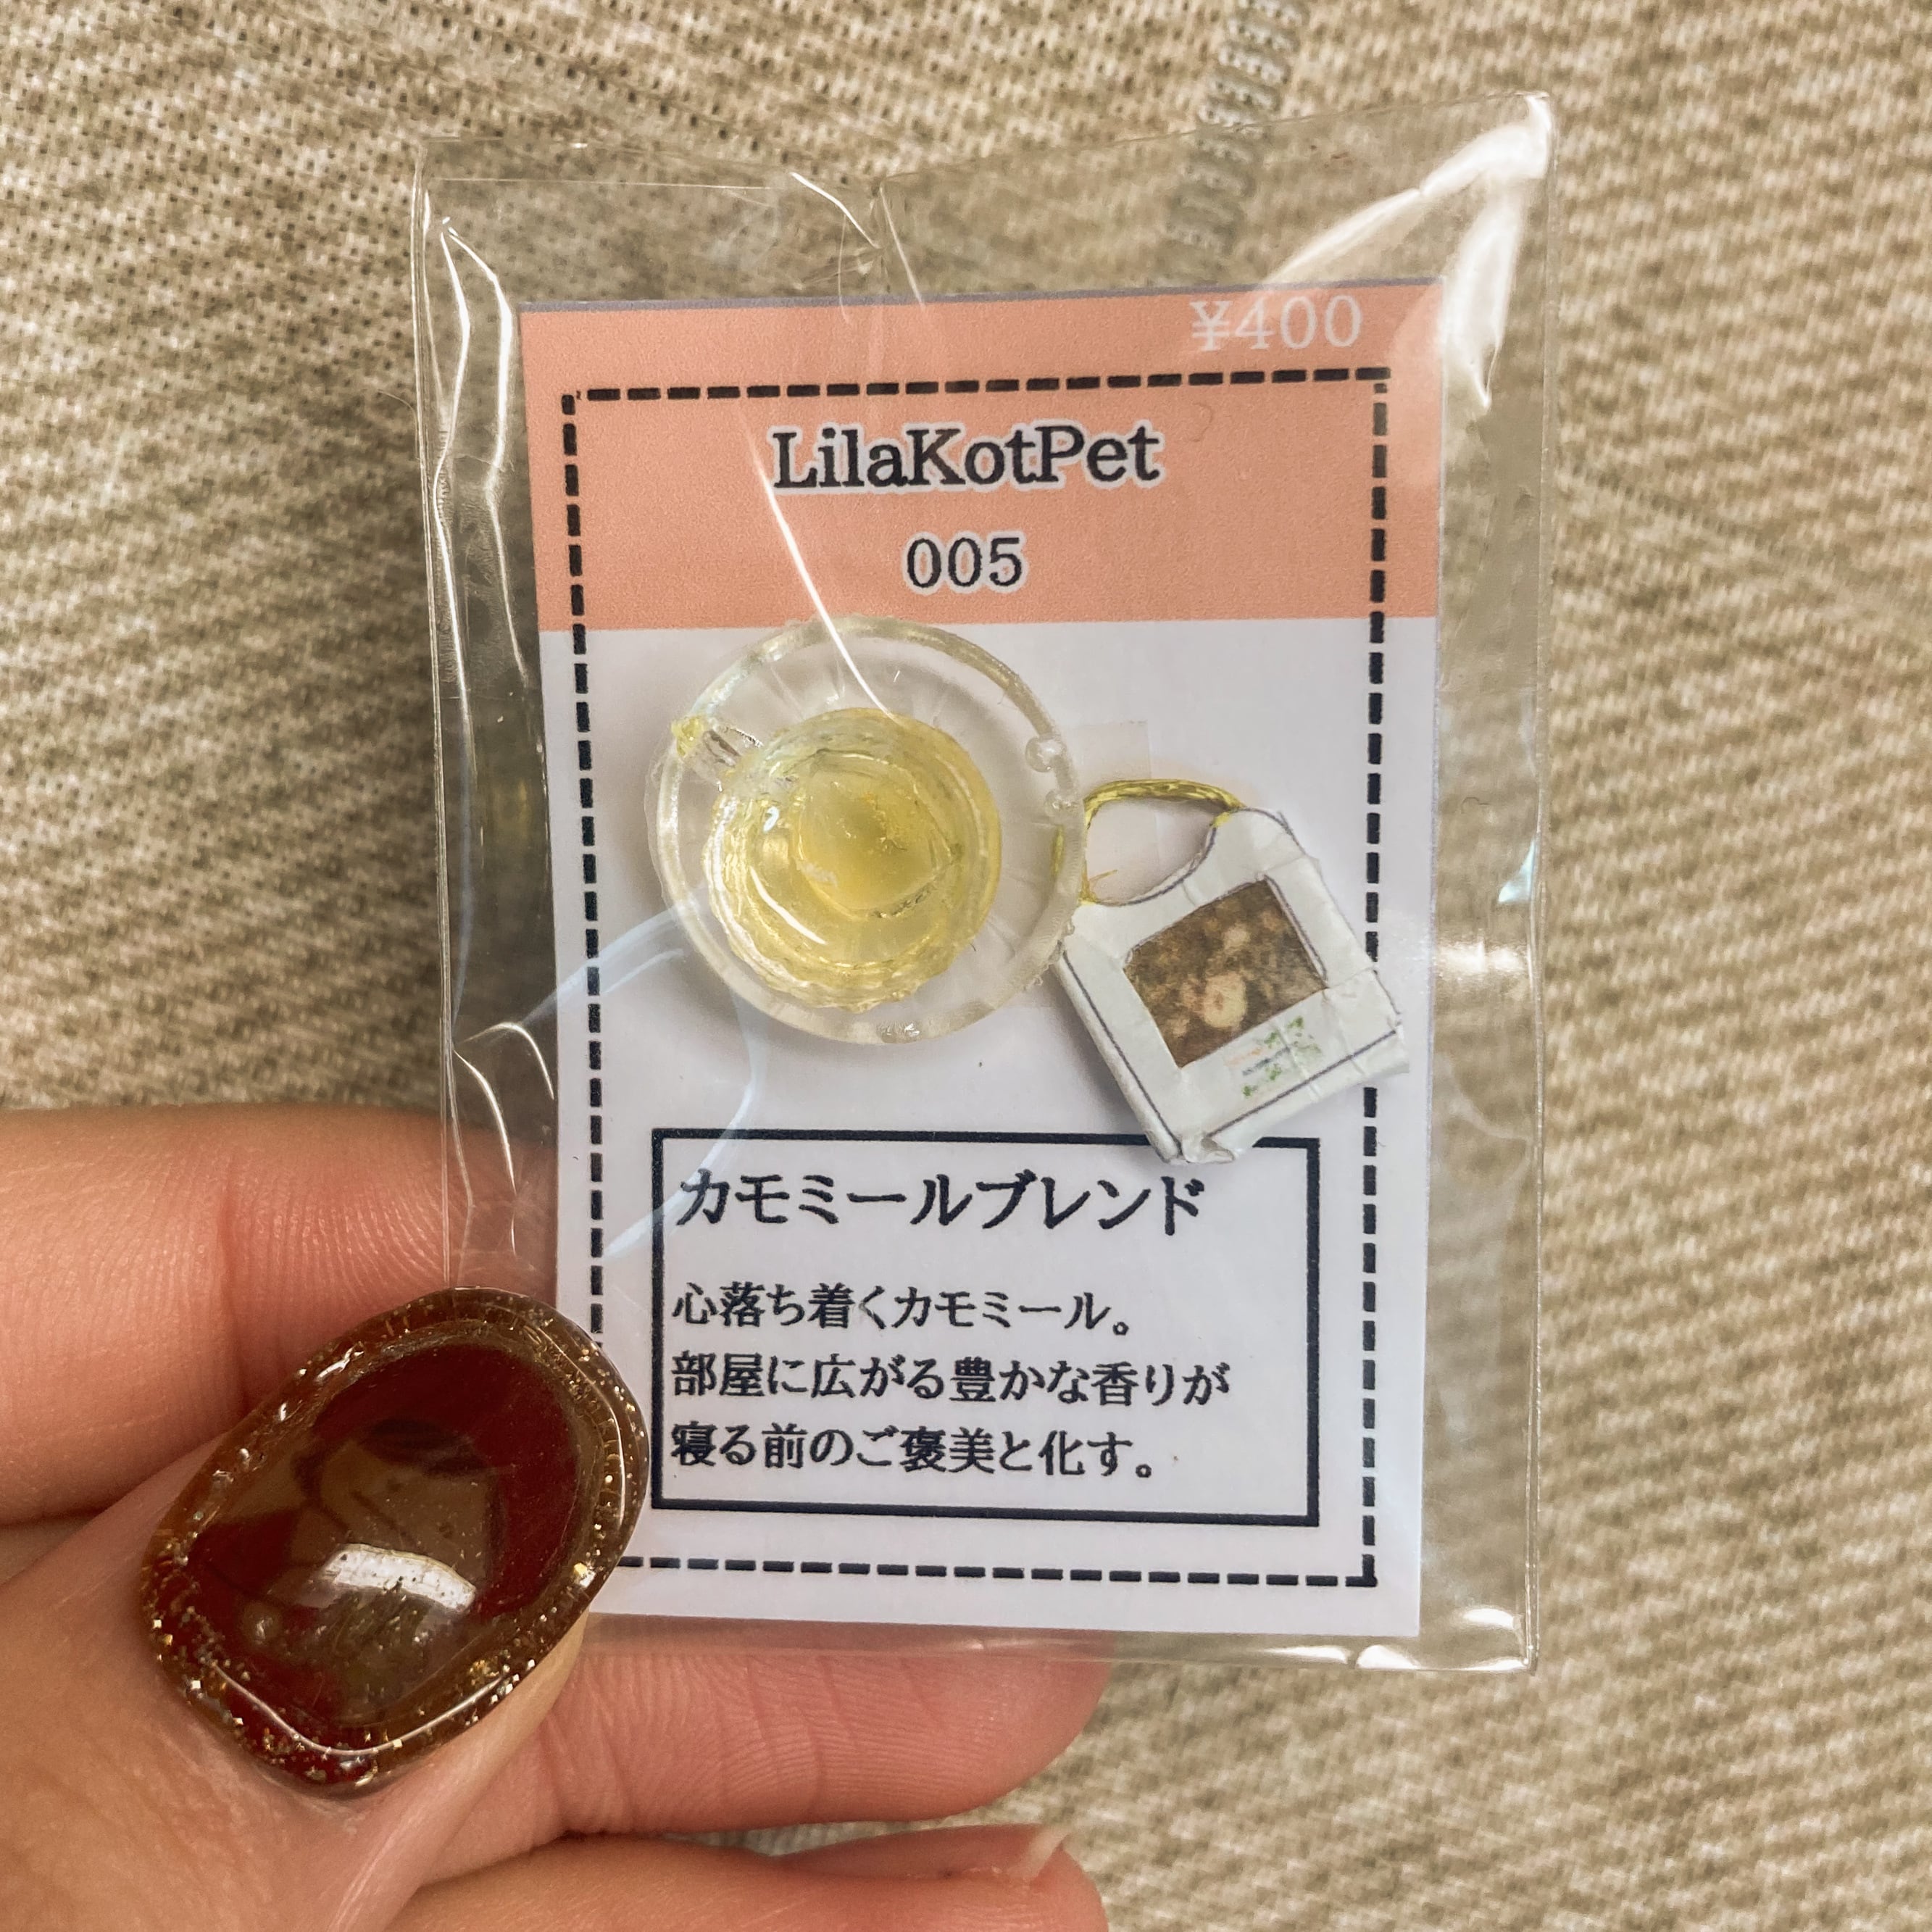 ¥400
LilaKotPet
005
カモミールブレンド
心落ち着くカモミール。
部屋に広がる豊かな香りが
寝る前のご褒美と化す。